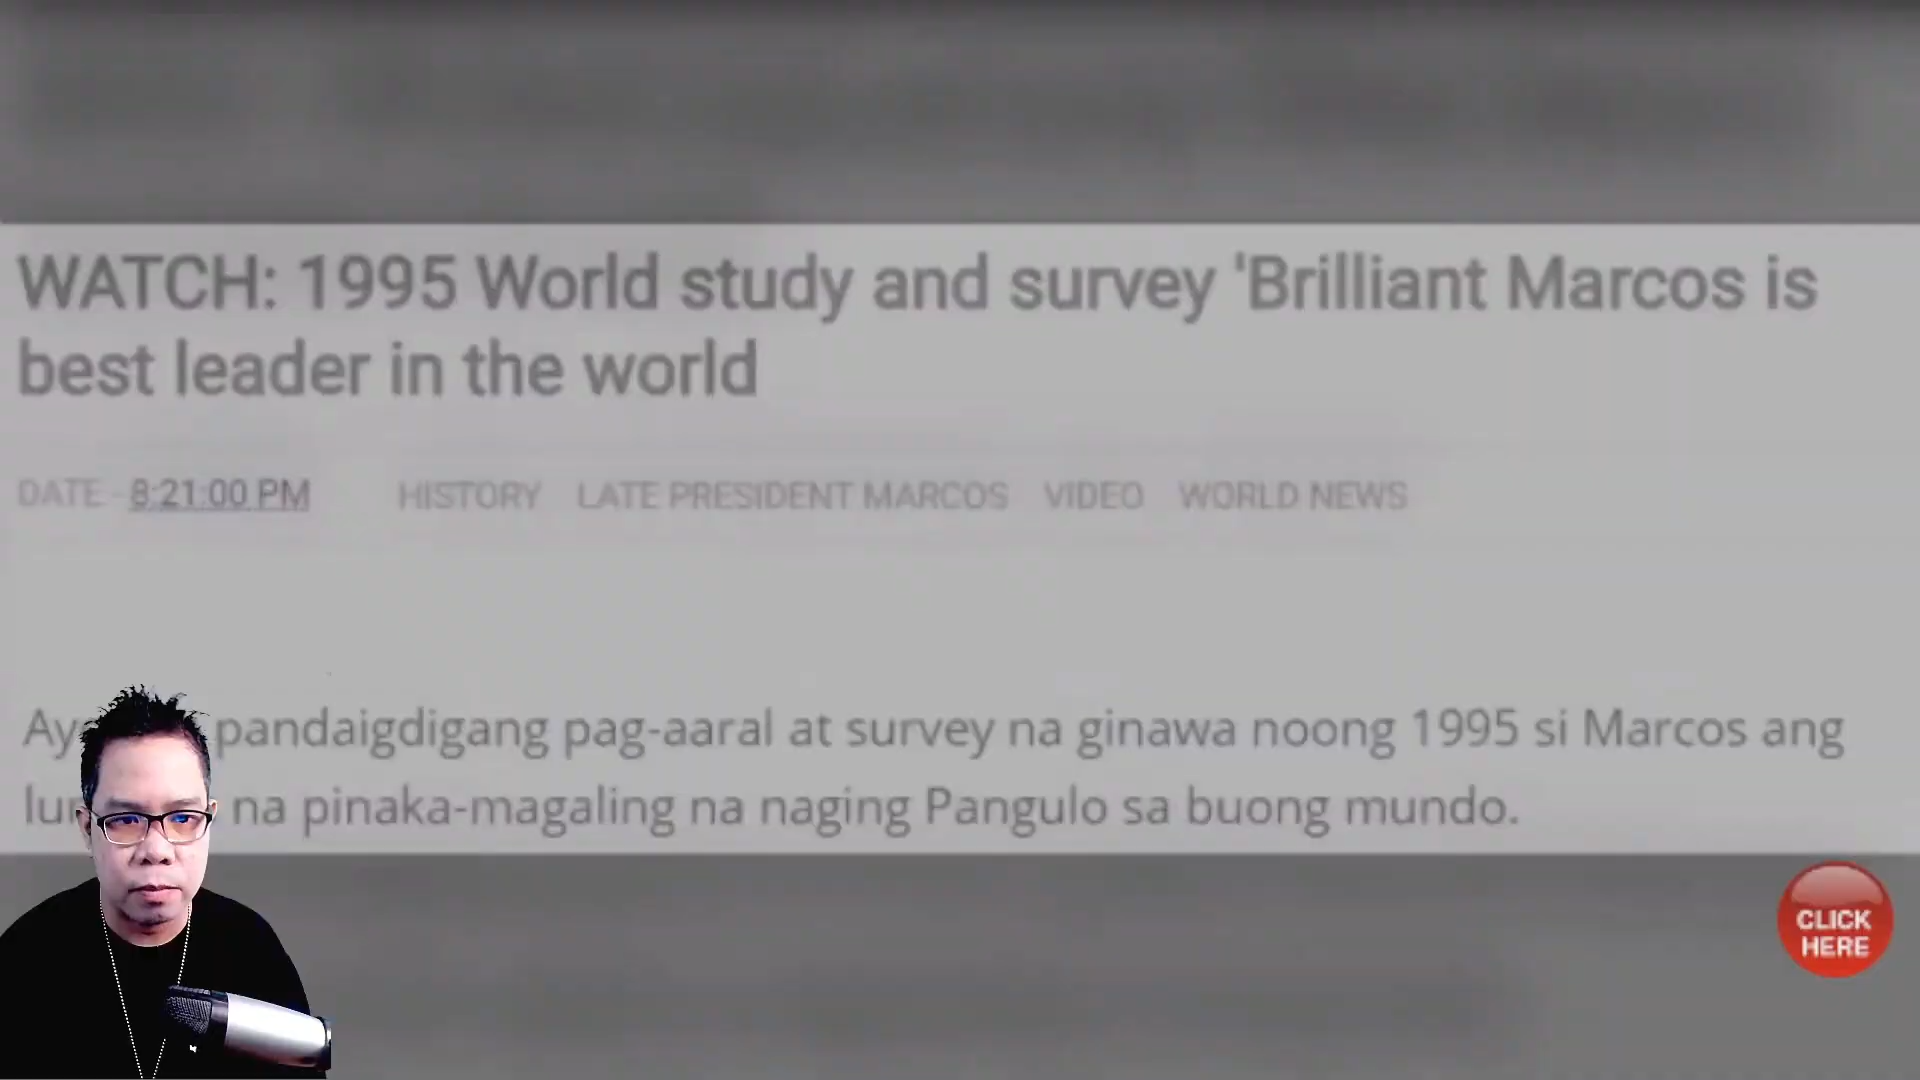 WATCH: 1995 World study and survey 'Brilliant Marcos is
best leader in the world
DATE - 8:21:00 PM HISTORY LATE PRESIDENT MARCOS VIDEO WORLD NEWS
pandaigdigang pag-aaral at survey na ginawa noong 1995 si Marcos ang
na pinaka-magaling na naging Pangulo sa buong mundo.
CLICK
HERE